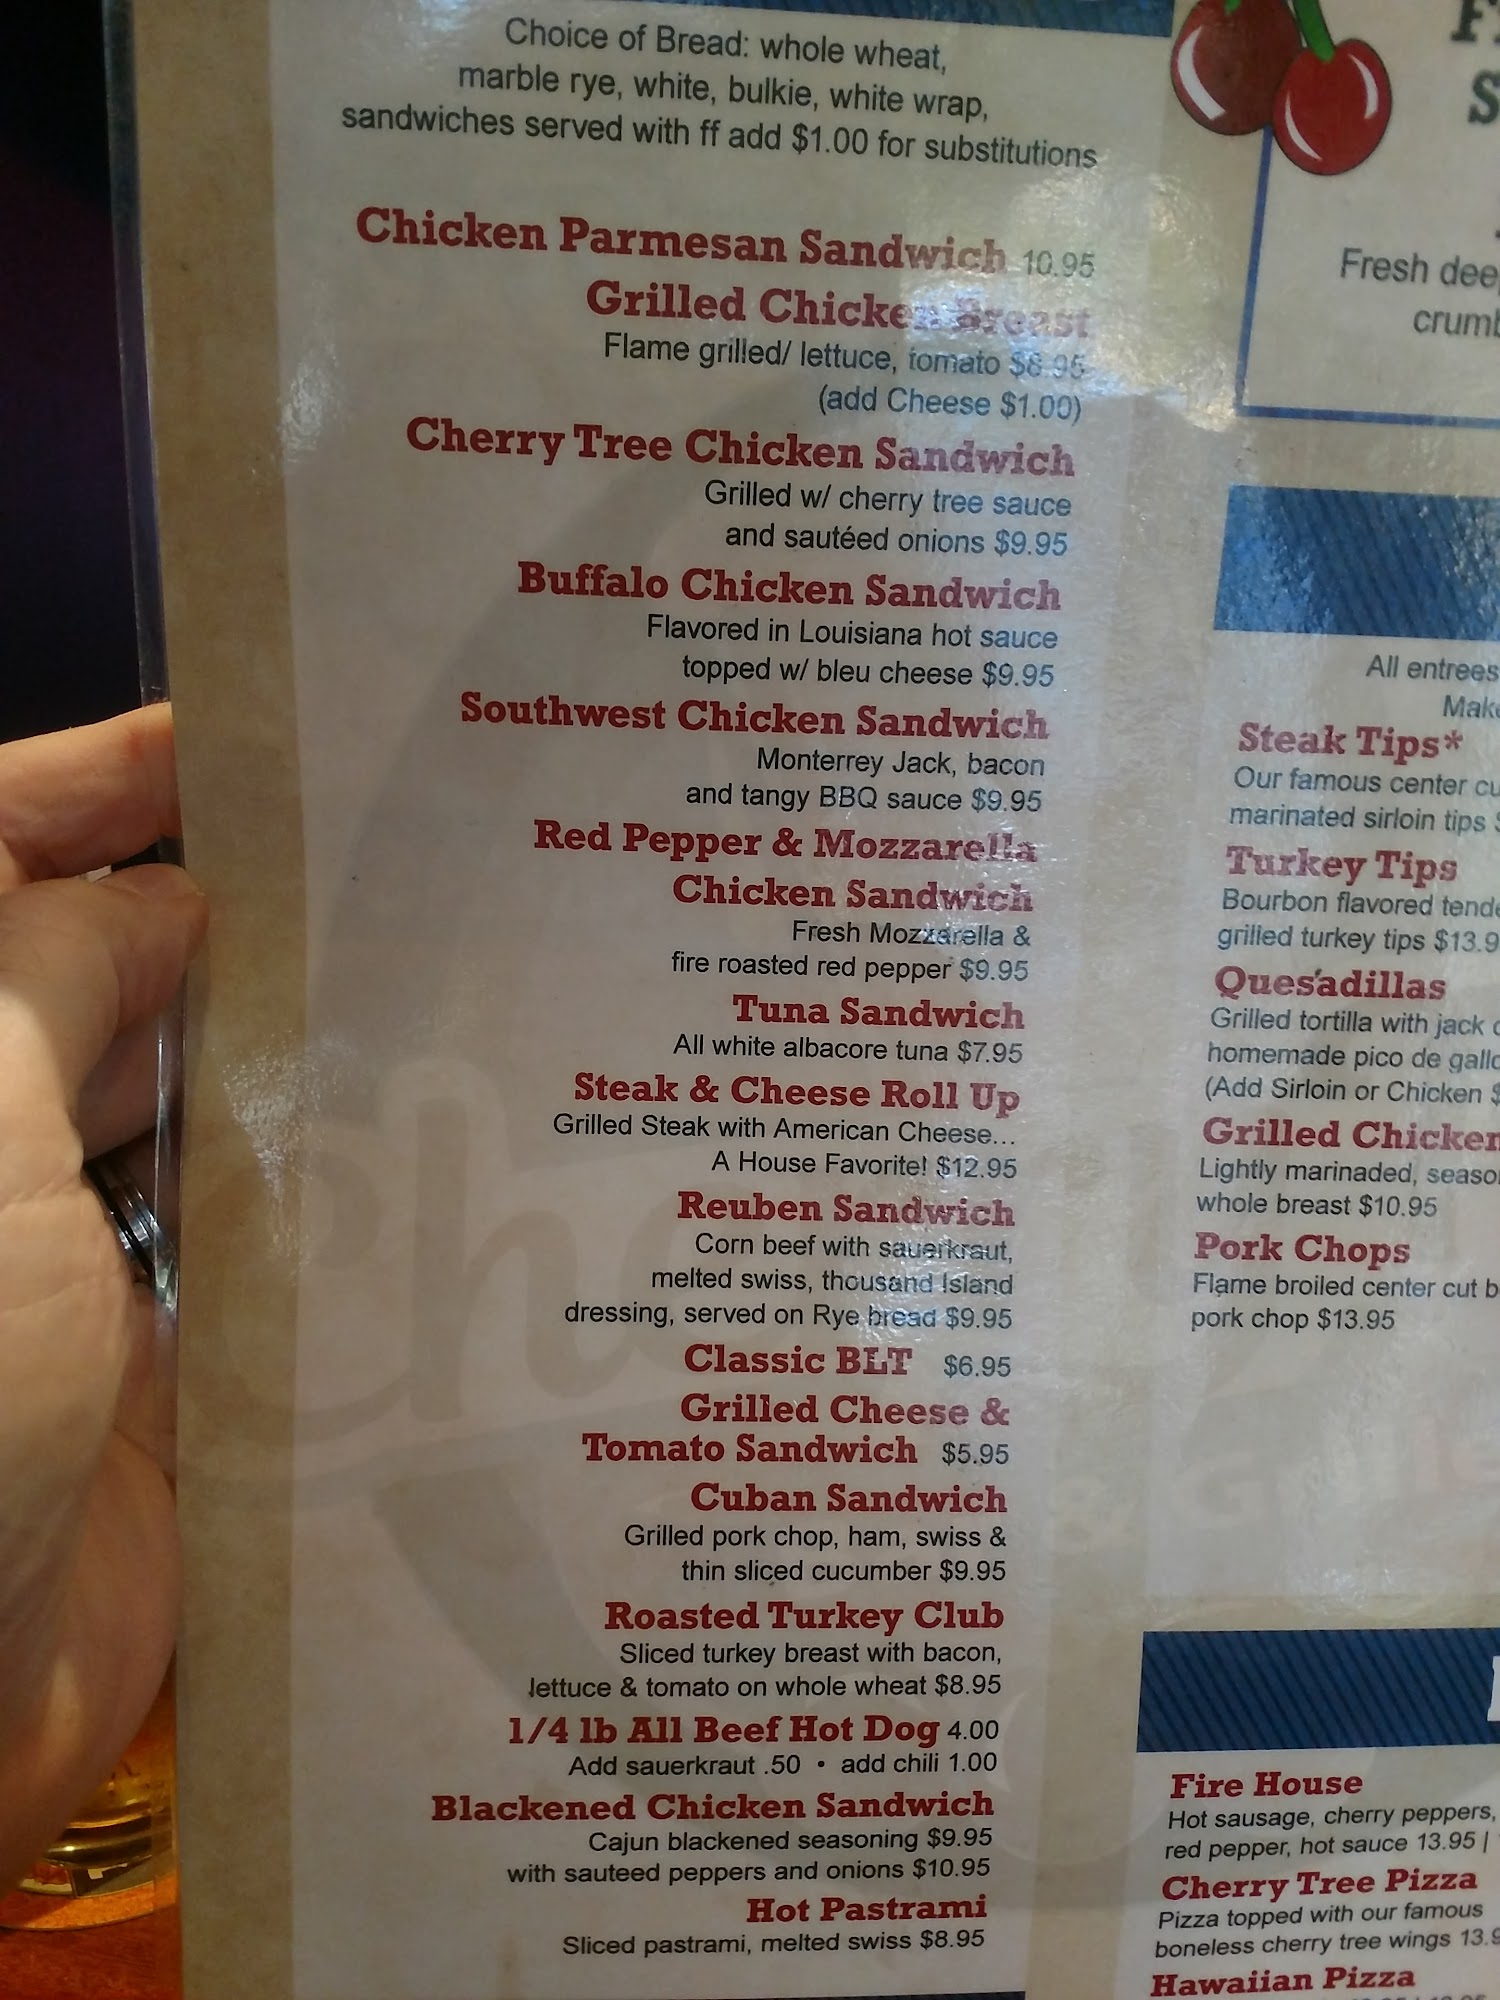 Choice of Bread: whole wheat,
marble rye, white, bulkie, white wrap,
sandwiches served with ff add $1.00 for substitutions
Chicken Parmesan Sandwich 10.95
Grilled Chicken Breast
Flame grilled/ lettuce, tomato $8.95
(add Cheese $1.00)
Cherry Tree Chicken Sandwich
Grilled w/ cherry tree sauce
and sautéed onions $9.95
Buffalo Chicken Sandwich
Flavored in Louisiana hot sauce
topped w/ bleu cheese $9.95
Southwest Chicken Sandwich
Monterrey Jack, bacon
and tangy BBQ sauce $9.95
Red Pepper & Mozzarella
Chicken Sandwich
Fresh Mozzarella &
fire roasted red pepper $9.95
Tuna Sandwich
All white albacore tuna $7.95
Steak & Cheese Roll Up
Grilled Steak with American Cheese...
A House Favorite! $12.95
Reuben Sandwich
Corn beef with sauerkraut,
melted swiss, thousand Island
dressing, served on Rye bread $9.95
Classic BLT $6.95
Grilled Cheese &
Tomato Sandwich $5.95
Cuban Sandwich
Grilled pork chop, ham, swiss &
thin sliced cucumber $9.95
Roasted Turkey Club
Sliced turkey breast with bacon,
lettuce & tomato on whole wheat $8.95
1/4 lb All Beef Hot Dog 4.00
Add sauerkraut .50 • add chili 1.00
Blackened Chicken Sandwich
Cajun blackened seasoning $9.95
with sauteed peppers and onions $10.95
Hot Pastrami
Sliced pastrami, melted swiss $8.95
Fresh
All entrees
Steak Tips*
Our famous center
marinated sirloin tips
Turkey Tips
Bourbon flavored
grilled turkey tips $13.9
Ques'adillas
Grilled tortilla with jack
homemade pico de
(Add Sirloin or Chicken $
Grilled Chicken
Lightly marinaded,
whole breast $10.95
Pork Chops
Flame broiled center cut
pork chop $13.95
Fire House
Hot sausage, cherry peppers,
red pepper, hot sauce 13.95 |
Cherry Tree Pizza
Pizza topped with our famous
boneless cherry tree wings 13.9
Hawaiian Pizza